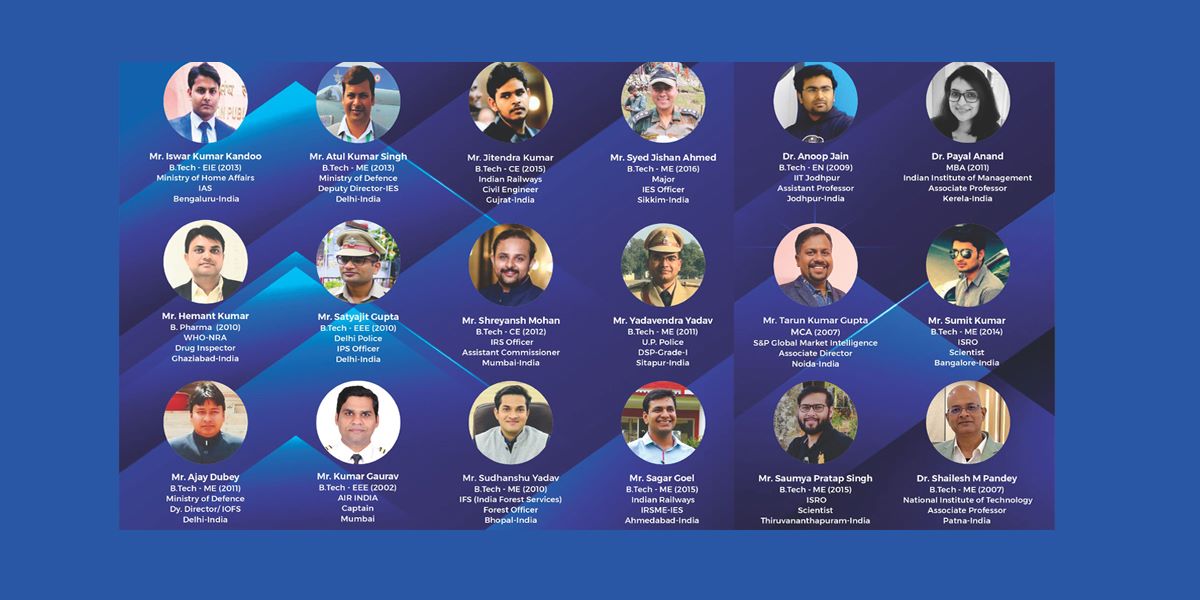 Mr. Iswar Kumar Kandoo
B.Tech - EIE (2013)
Ministry of Home Affairs
IAS
Bengaluru-India
Mr. Atul Kumar Singh
B.Tech - ME (2013)
Ministry of Defence
Deputy Director-IES
Delhi-India
Mr. Jitendra Kumar
B.Tech - CE (2015)
Indian Railways
Civil Engineer
Gujrat-India
Mr. Syed Jishan Ahmed
B.Tech - ME (2016)
Major
IES Officer
Sikkim-India
Dr. Anoop Jain
B.Tech - EN (2009)
IIT Jodhpur
Assistant Professor
Jodhpur-India
Dr. Payal Anand
MBA (2011)
Indian Institute of Management
Associate Professor
Kerela-India
Mr. Hemant Kumar
B. Pharma (2010)
WHO-NRA
Drug Inspector
Ghaziabad-India
Mr. Satyajit Gupta
B.Tech - EEE (2010)
Delhi Police
IPS Officer
Delhi-India
Mr. Shreyansh Mohan
B.Tech - CE (2012)
IRS Officer
Assistant Commissioner
Mumbai-India
Mr. Yadavendra Yadav
B.Tech - ME (2011)
U.P. Police
DSP-Grade-I
Sitapur-India
Mr. Tarun Kumar Gupta
MCA (2007)
S&P Global Market Intelligence
Associate Director
Noida-India
Mr. Sumit Kumar
B.Tech - ME (2014)
ISRO
Scientist
Bangalore-India
Mr. Ajay Dubey
B.Tech - ME (2011)
Ministry of Defence
Dy. Director/ IOFS
Delhi-India
Mr. Kumar Gaurav
B.Tech - EEE (2002)
AIR INDIA
Captain
Mumbai
Mr. Sudhanshu Yadav
B.Tech - ME (2010)
IFS (India Forest Services)
Forest Officer
Bhopal-India
Mr. Sagar Goel
B.Tech - ME (2015)
Indian Railways
IRSME-IES
Ahmedabad-India
Mr. Saumya Pratap Singh
B.Tech - ME (2015)
ISRO
Scientist
Thiruvananthapuram-India
Dr. Shailesh M Pandey
B.Tech - ME (2007)
National Institute of Technology
Associate Professor
Patna-India